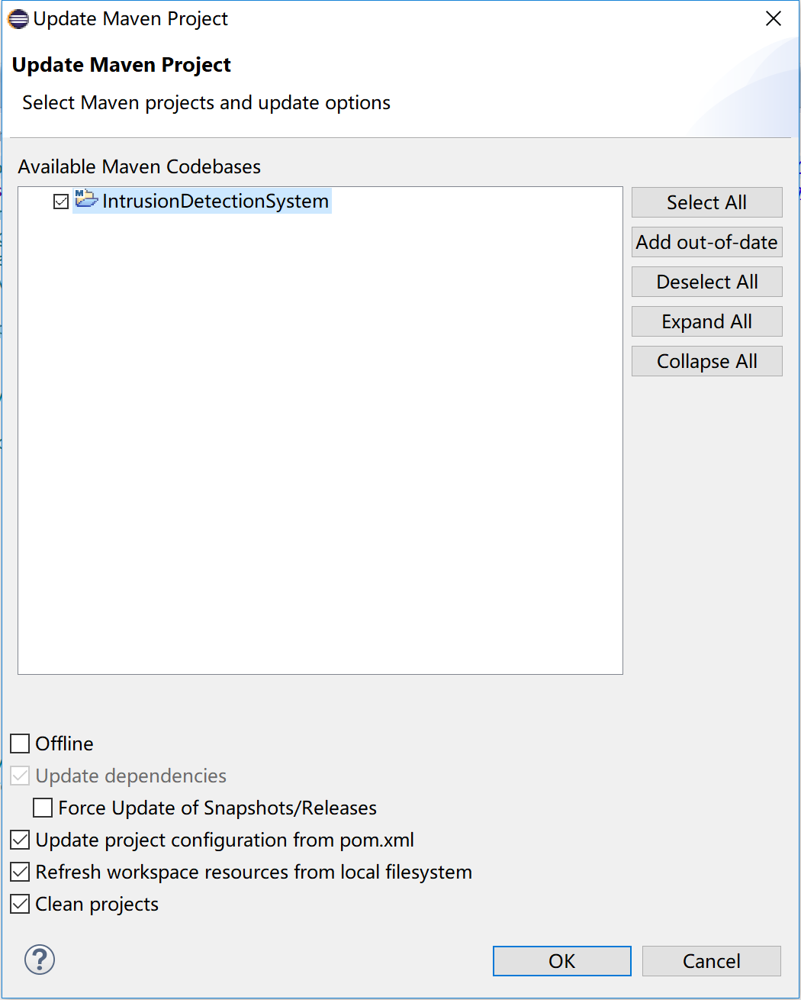 Update Maven Project
Update Maven Project
Select Maven projects and update options
Available Maven Codebases
IntrusionDetectionSystem
Select All
Add out-of-date
Deselect All
Expand All
Collapse All
Offline
Update dependencies
Force Update of Snapshots/Releases
Update project configuration from pom.xml
Refresh workspace resources from local filesystem
Clean projects
?
OK
Cancel